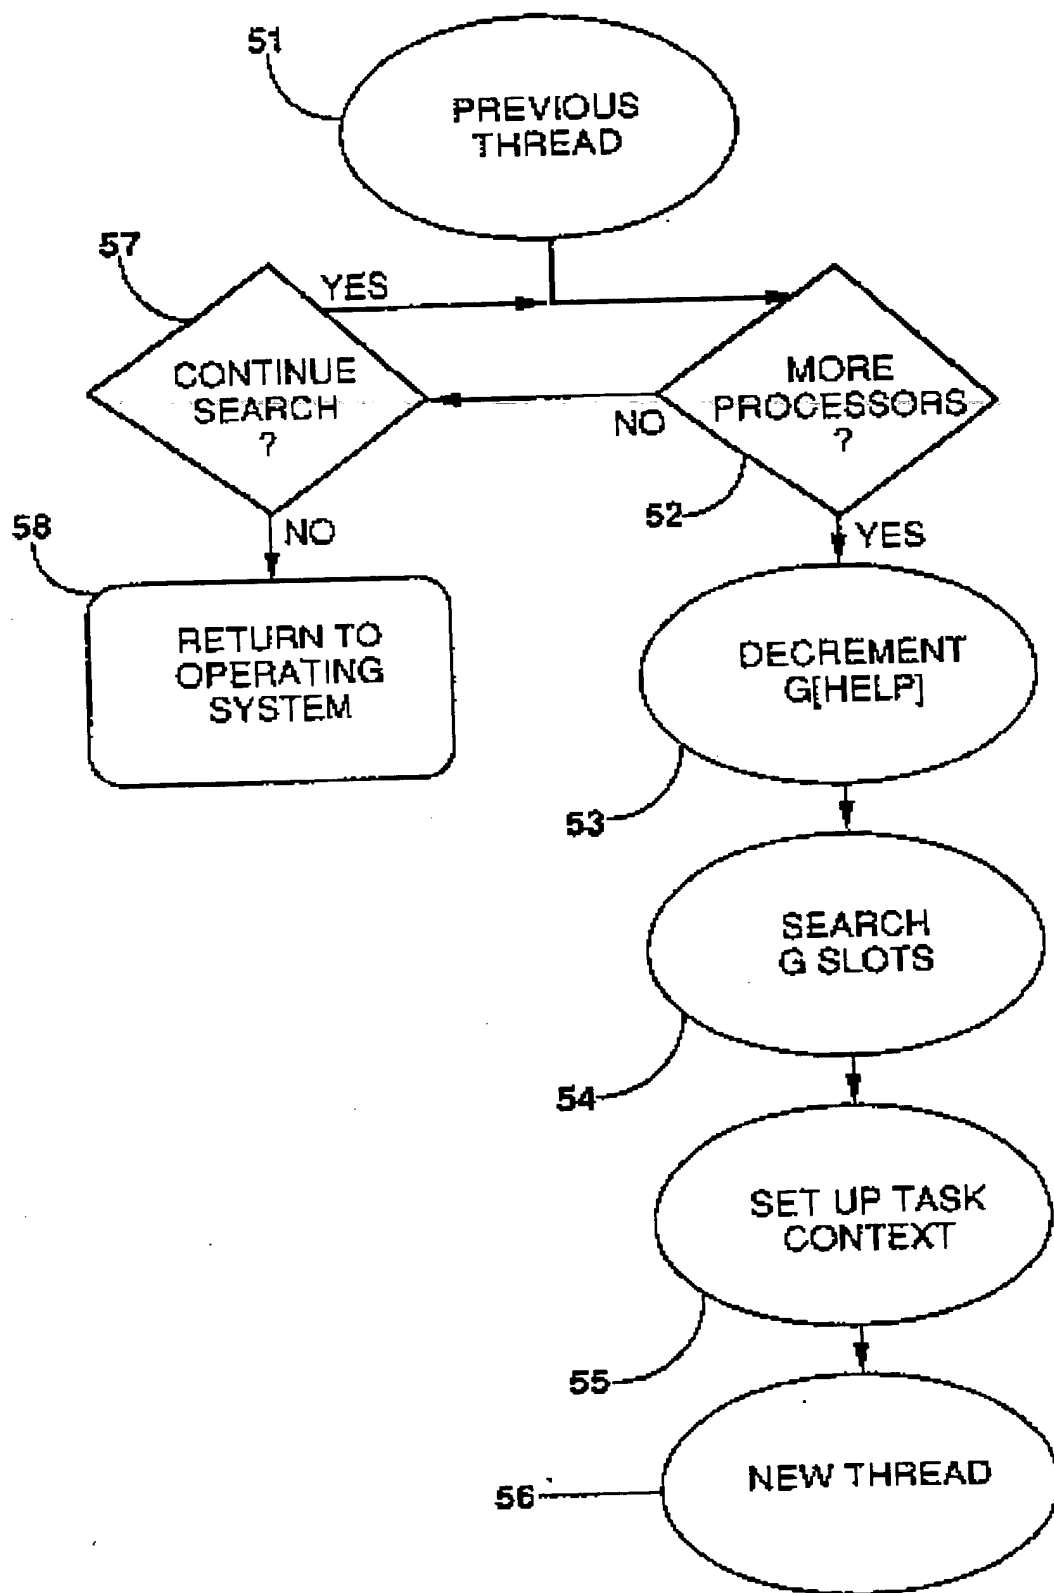 51
PREVIOUS
THREAD
57
YES
CONTINUE
SEARCH
?
MORE
PROCESSORS
?
NO
52
NO
YES
58
RETURN TO
OPERATING
SYSTEM
DECREMENT
G[HELP]
53
SEARCH
G SLOTS
54
SET UP TASK
CONTEXT
55
NEW THREAD
56